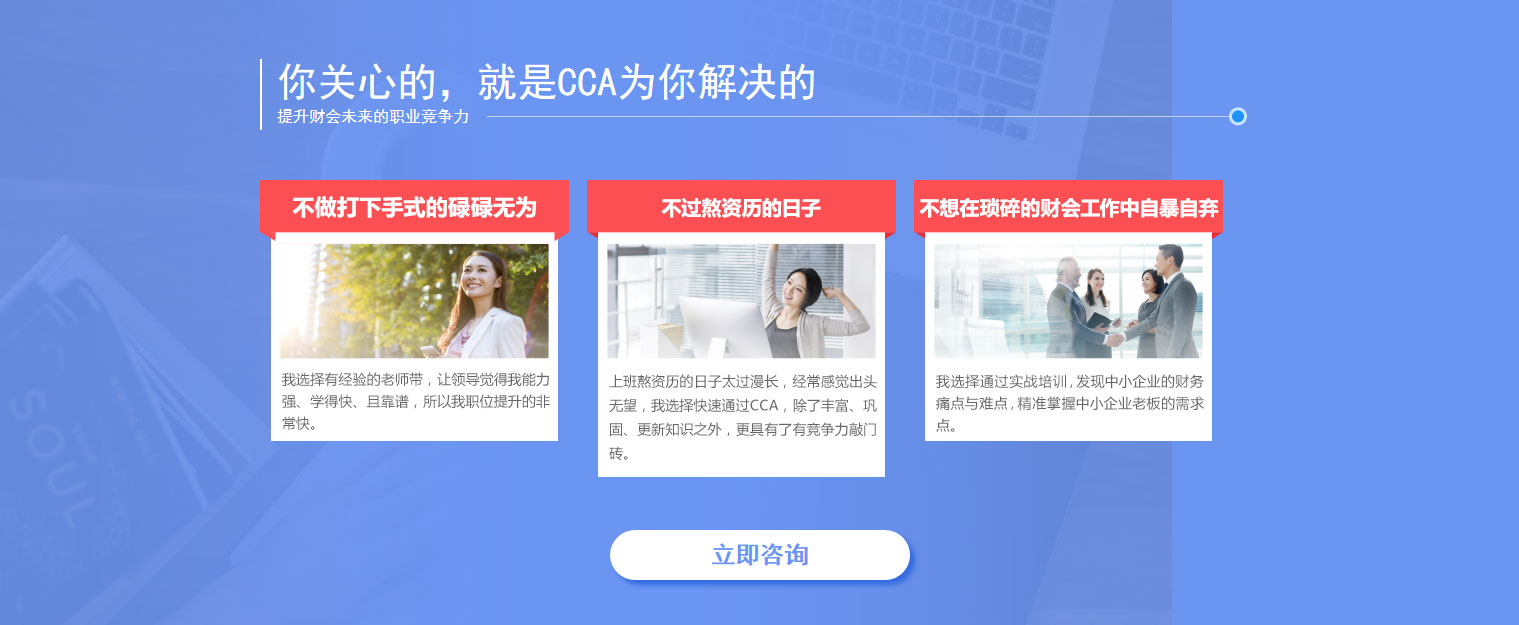 你关心的，就是CCA为你解决的
提升财会未来的职业竞争力
不做打下手式的碌碌无为
我选择有经验的老师带，让领导觉得我能力
强、学得快、且靠谱，所以我职位提升的非
常快。
不过熬资历的日子
上班熬资历的日子太过漫长，经常感觉出头
无望，我选择快速通过CCA，除了丰富、巩
固、更新知识之外，更具有了有竞争力敲门
砖。
不想在琐碎的财会工作中自暴自弃
我选择通过实战培训，发现中小企业的财务
痛点与难点，精准掌握中小企业老板的需求
点。
立即咨询
SOUL